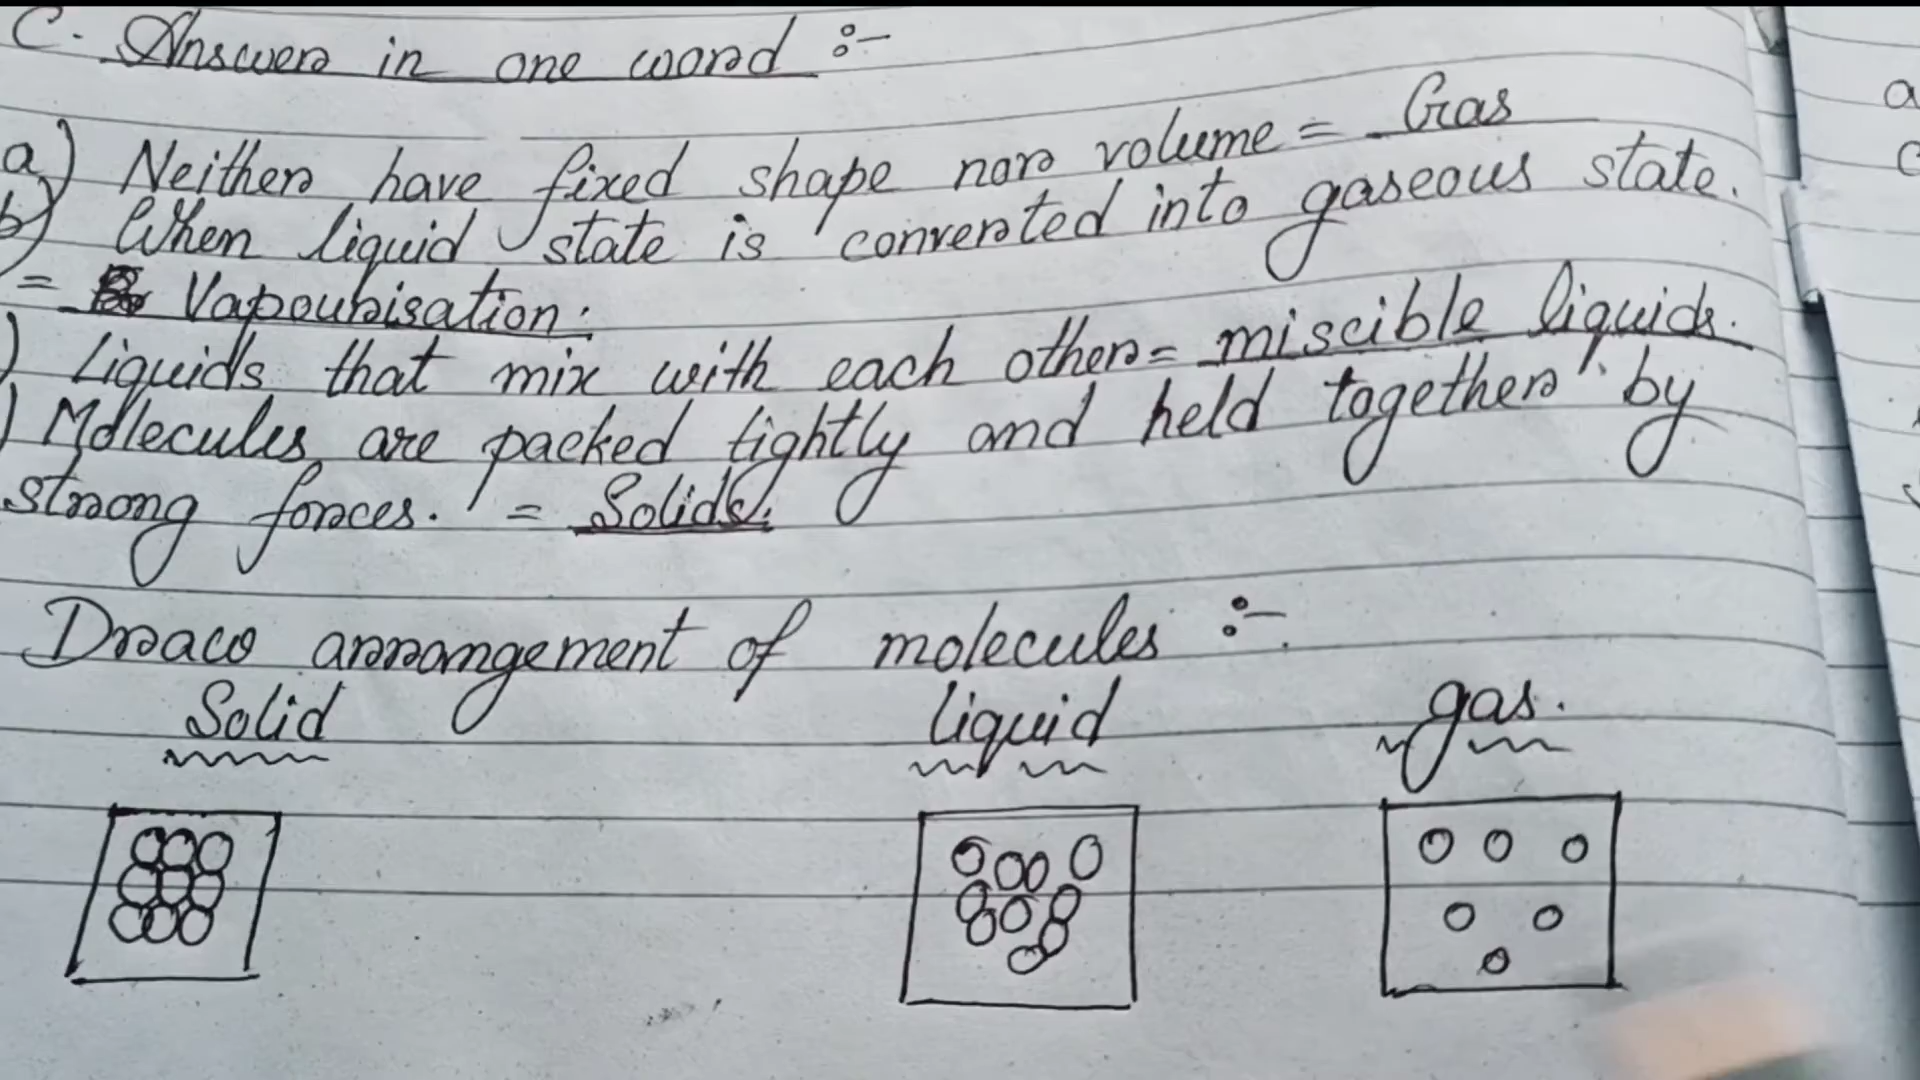 C. Answer in one word :-
a) Neither have fixed shape nor volume = Gas
b) When liquid state is converted into gaseous state.
= Vapourisation.
) Liquids that mix with each other = miscible liquids.
) Molecules are packed tightly and held together by
strong forces. = Solids.
Draw arrangement of molecules :-
Solid liquid gas.